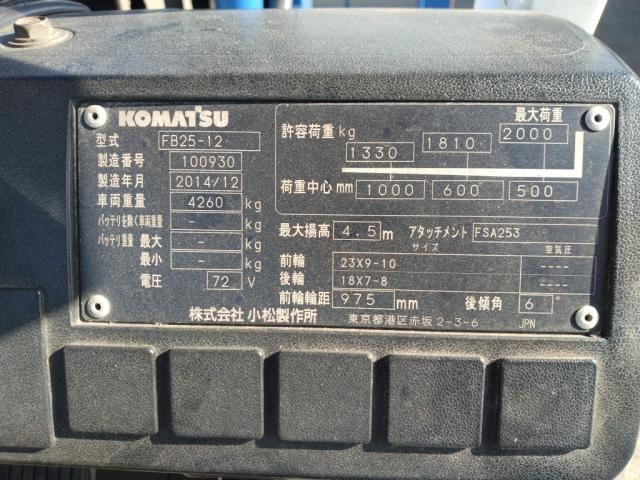 KOMATSU
型式 FB25-12
製造番号 100930
製造年月 2014/12
車両重量 4260 kg
バッテリを除く車両重量 - kg
バッテリ重量 最大 - kg
最小 - kg
電圧 72 V
最大荷重
許容荷重 kg 1330 1810 2000
荷重中心 mm 1000 600 500
最大揚高 4.5 m アタッチメント FSA253
サイズ 空気圧
前輪 23X9-10 ----
後輪 18X7-8 ----
前輪輪距 975 mm 後傾角 6°
株式会社 小松製作所 東京都港区赤坂2-3-6 JPN